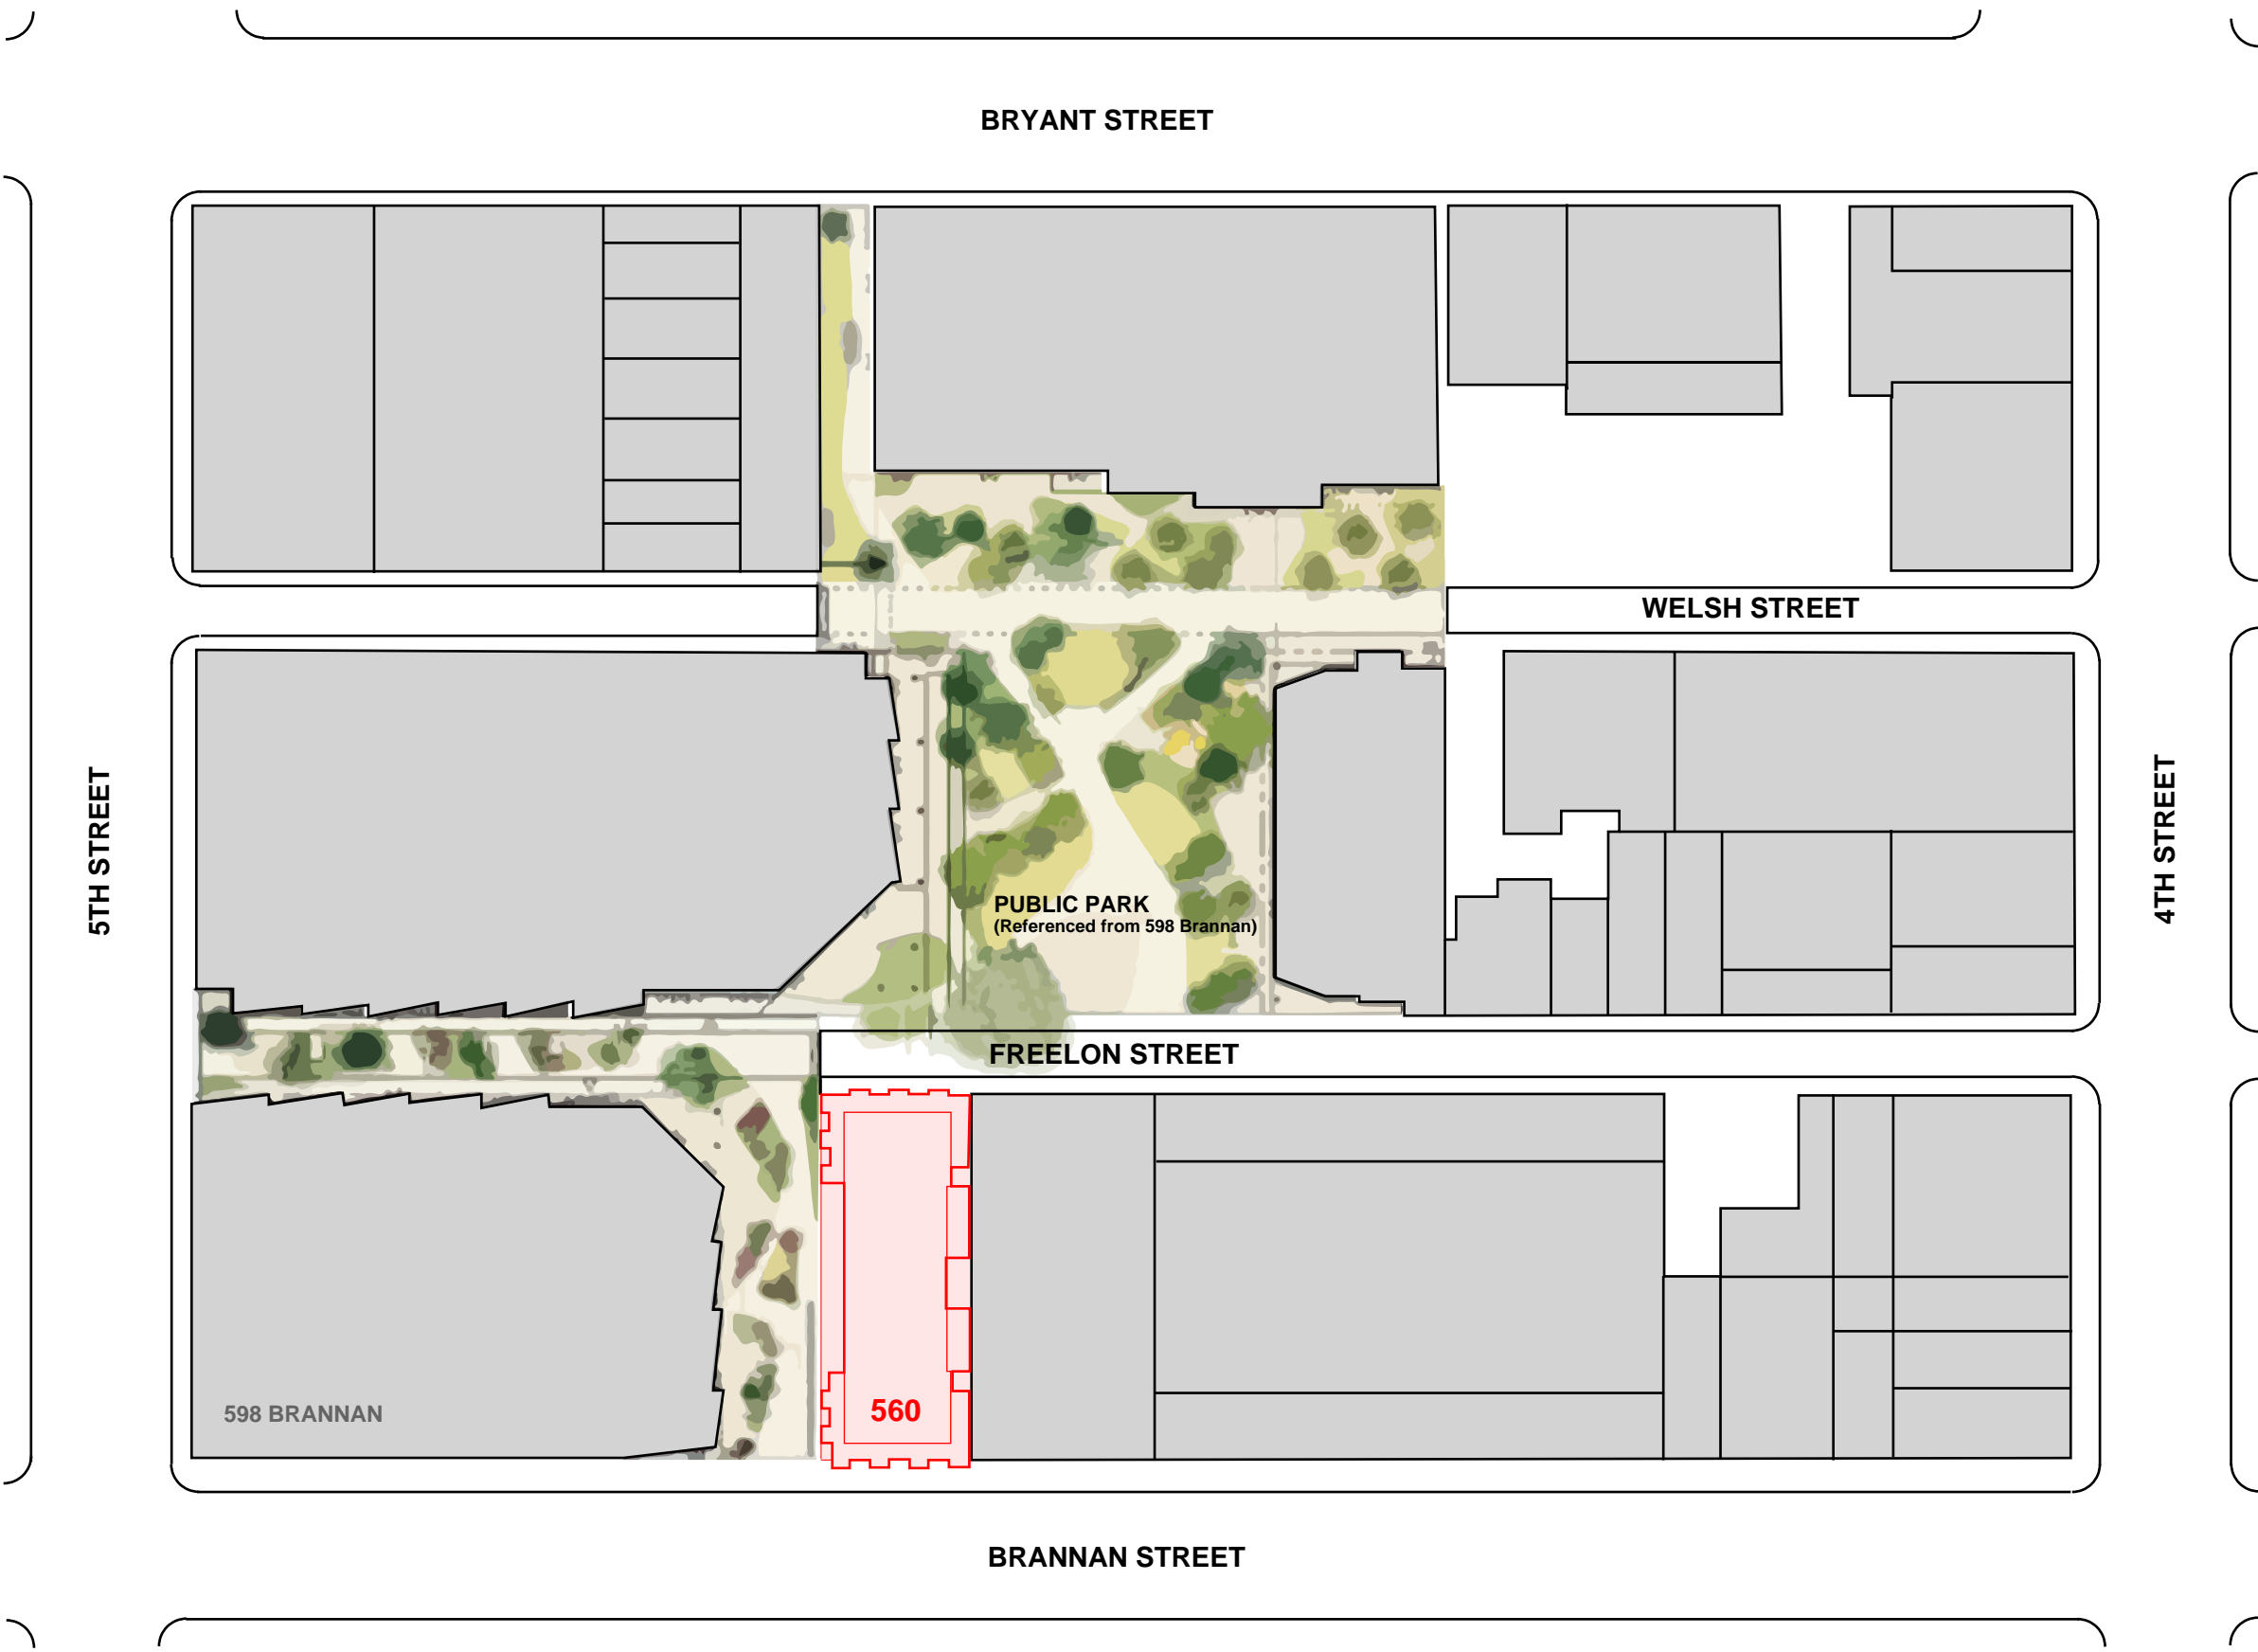 BRYANT STREET
WELSH STREET
5TH STREET
4TH STREET
PUBLIC PARK
(Referenced from 598 Brannan)
FREELON STREET
598 BRANNAN
560
BRANNAN STREET